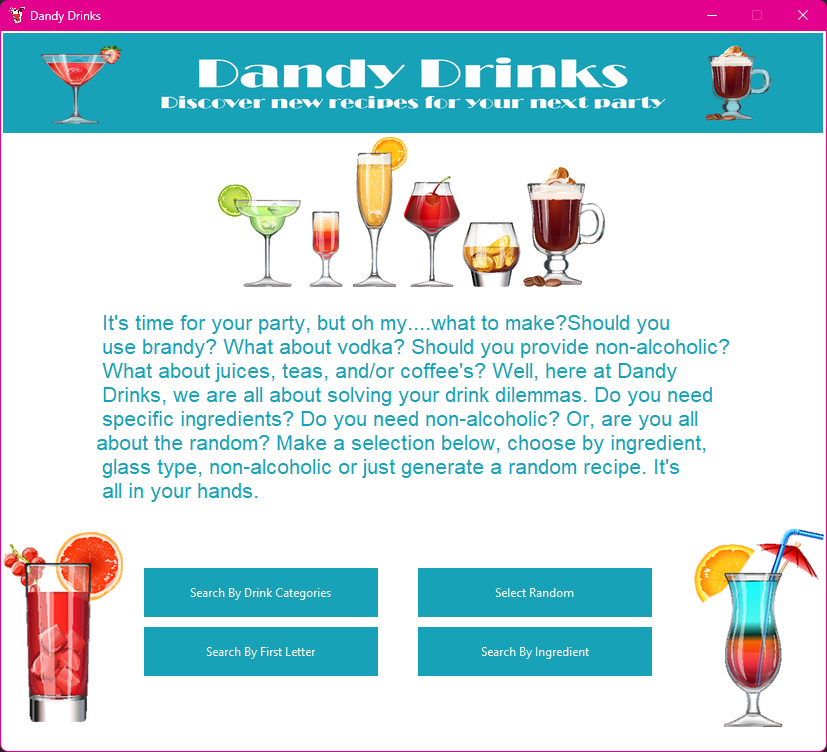 Dandy Drinks
Dandy Drinks
Discover new recipes for your next party
It's time for your party, but oh my....what to make?Should you
use brandy? What about vodka? Should you provide non-alcoholic?
What about juices, teas, and/or coffee's? Well, here at Dandy
Drinks, we are all about solving your drink dilemmas. Do you need
specific ingredients? Do you need non-alcoholic? Or, are you all
about the random? Make a selection below, choose by ingredient,
glass type, non-alcoholic or just generate a random recipe. It's
all in your hands.
Search By Drink Categories
Select Random
Search By First Letter
Search By Ingredient